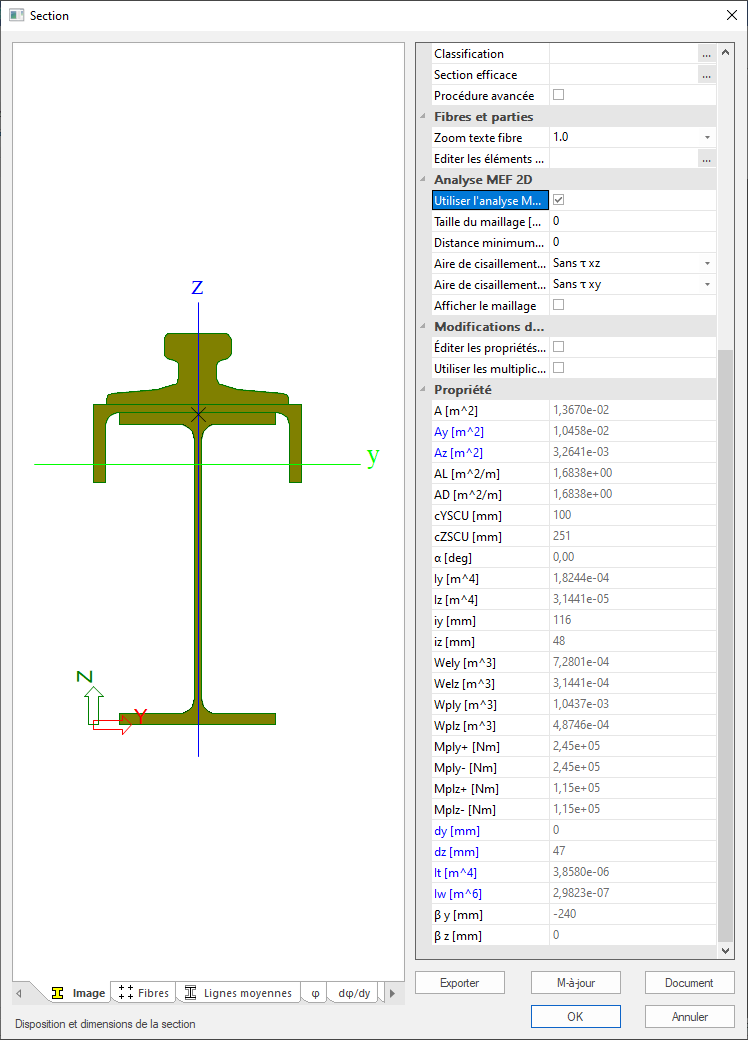 Section
z
y
Z
Y
Image
Fibres
Lignes moyennes
φ
dφ/dy
Disposition et dimensions de la section
Classification ...
Section efficace ...
Procédure avancée
Fibres et parties
Zoom texte fibre 1.0
Editer les éléments ... ...
Analyse MEF 2D
Utiliser l'analyse M...
Taille du maillage [... 0
Distance minimum... 0
Aire de cisaillement... Sans τ xz
Aire de cisaillement... Sans τ xy
Afficher le maillage
Modifications d...
Éditer les propriétés...
Utiliser les multiplic...
Propriété
A [m^2] 1,3670e-02
Ay [m^2] 1,0458e-02
Az [m^2] 3,2641e-03
AL [m^2/m] 1,6838e+00
AD [m^2/m] 1,6838e+00
cYSCU [mm] 100
cZSCU [mm] 251
α [deg] 0,00
Iy [m^4] 1,8244e-04
Iz [m^4] 3,1441e-05
iy [mm] 116
iz [mm] 48
Wely [m^3] 7,2801e-04
Welz [m^3] 3,1441e-04
Wply [m^3] 1,0437e-03
Wplz [m^3] 4,8746e-04
Mply+ [Nm] 2,45e+05
Mply- [Nm] 2,45e+05
Mplz+ [Nm] 1,15e+05
Mplz- [Nm] 1,15e+05
dy [mm] 0
dz [mm] 47
It [m^4] 3,8580e-06
Iw [m^6] 2,9823e-07
β y [mm] -240
β z [mm] 0
Exporter
M-à-jour
Document
OK
Annuler